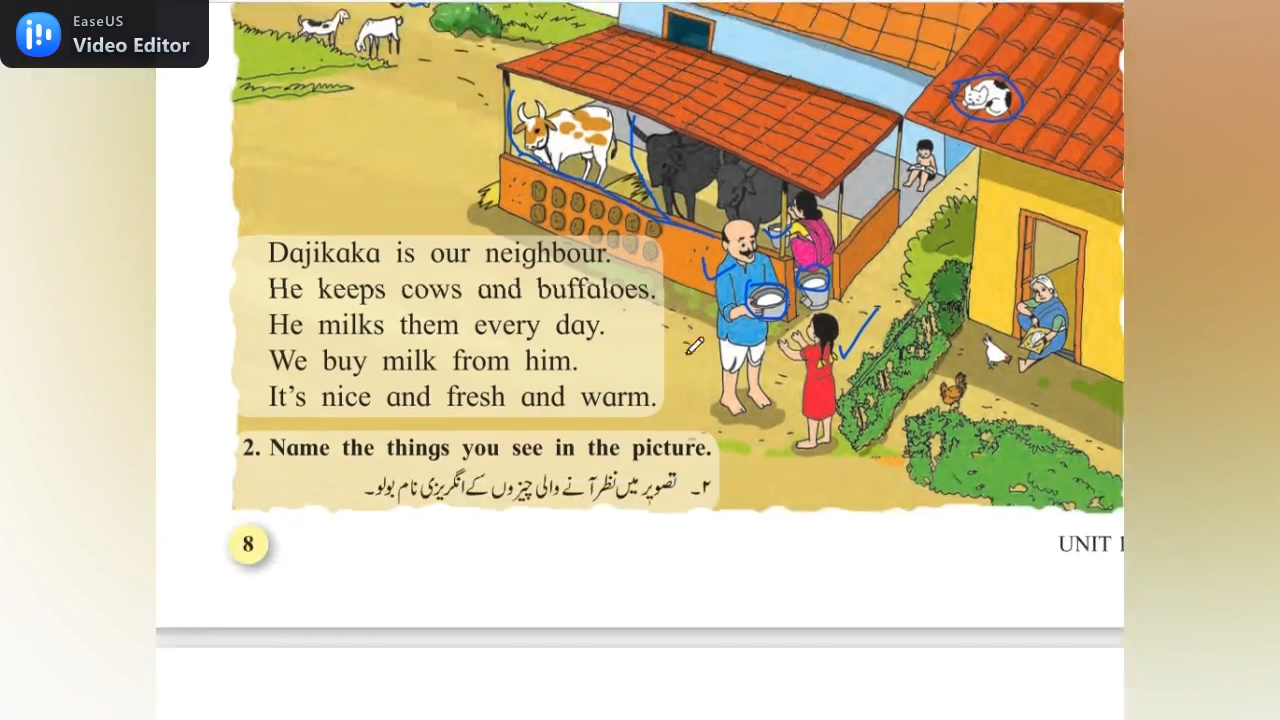 EaseUS
Video Editor
Dajikaka is our neighbour.
He keeps cows and buffaloes.
He milks them every day.
We buy milk from him.
It's nice and fresh and warm.
2. Name the things you see in the picture.
۲۔ تصویر میں نظر آنے والی چیزوں کے انگریزی نام بولو۔
8
UNIT